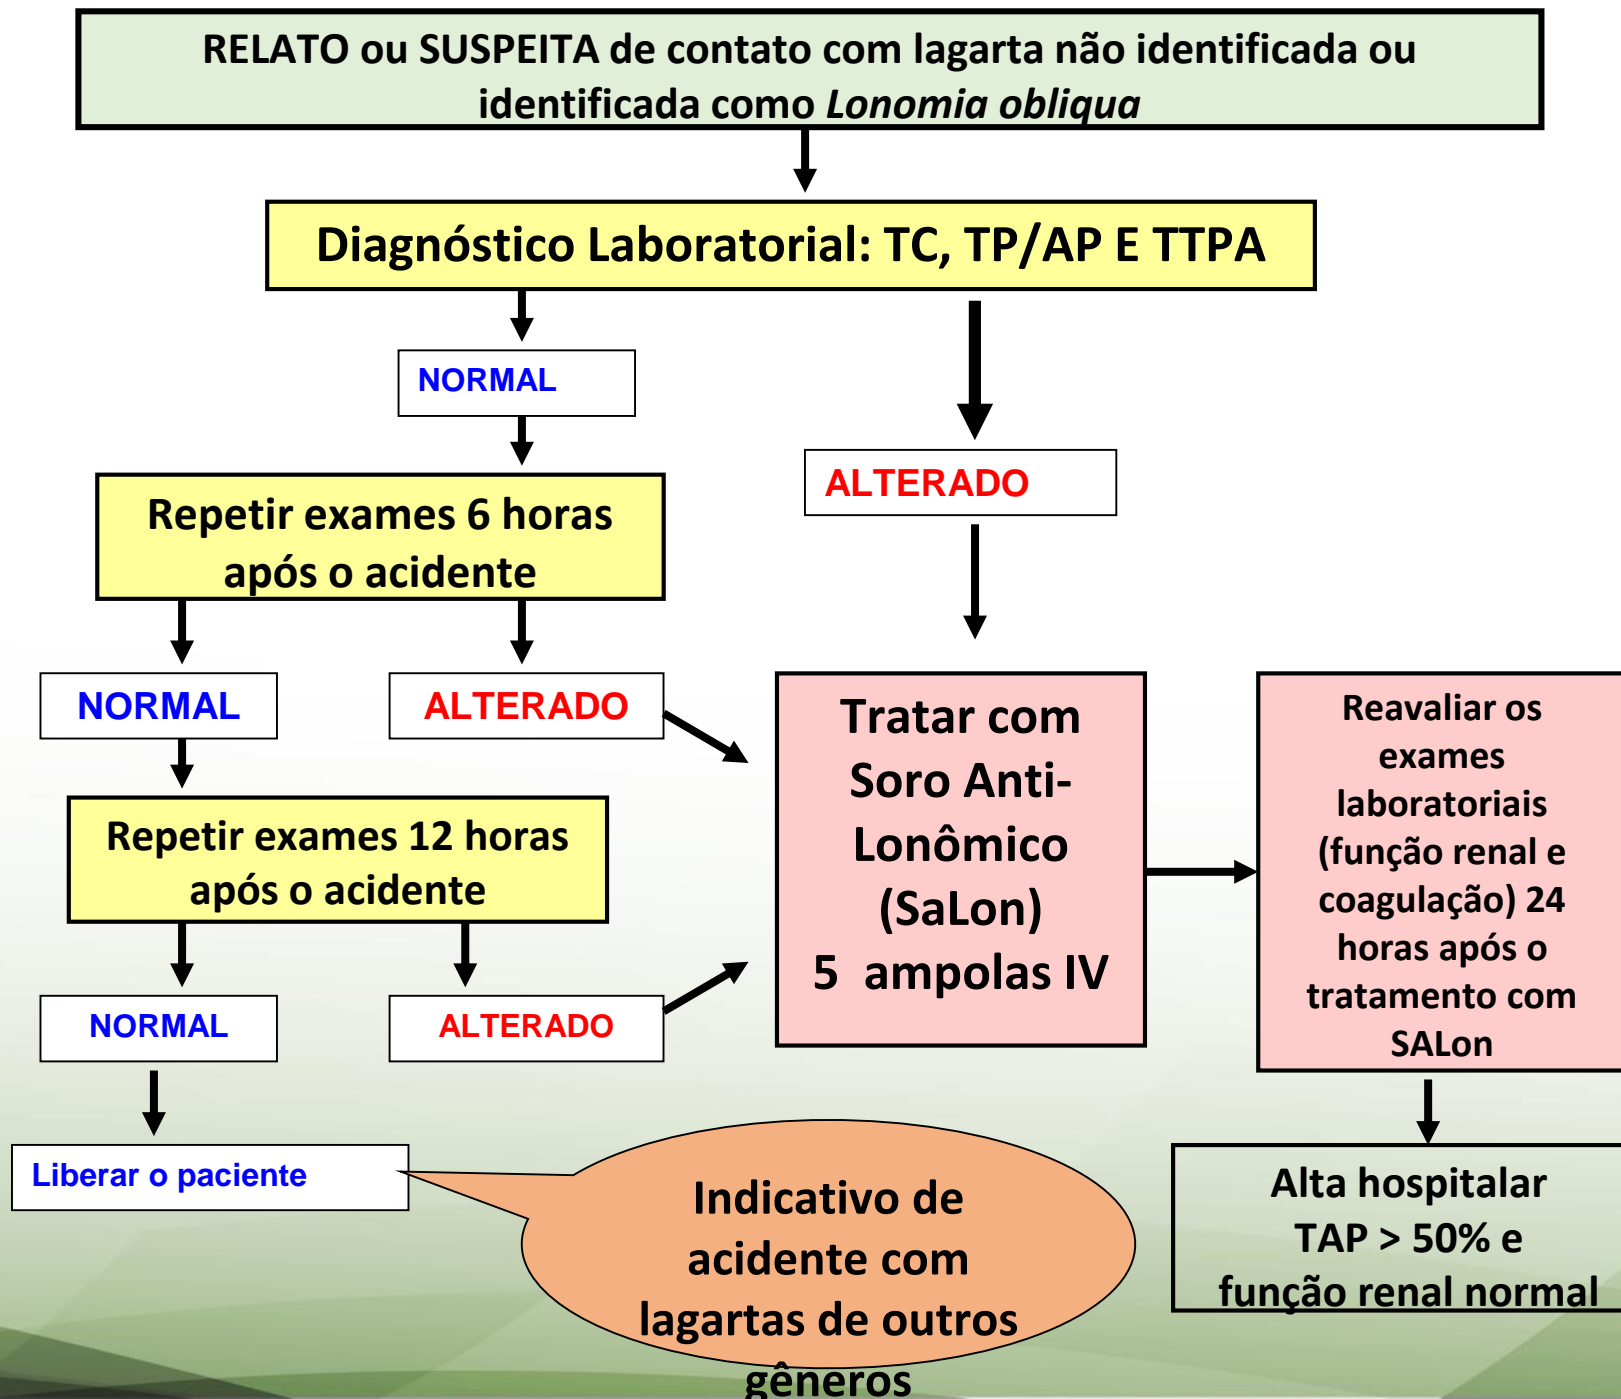 RELATO ou SUSPEITA de contato com lagarta não identificada ou
identificada como Lonomia obliqua
Diagnóstico Laboratorial: TC, TP/AP E TTPA
NORMAL
ALTERADO
Repetir exames 6 horas
após o acidente
NORMAL
ALTERADO
Repetir exames 12 horas
após o acidente
NORMAL
ALTERADO
Liberar o paciente
Indicativo de
acidente com
lagartas de outros
gêneros
Tratar com
Soro Anti-
Lonômico
(SaLon)
5 ampolas IV
Reavaliar os
exames
laboratoriais
(função renal e
coagulação) 24
horas após o
tratamento com
SALon
Alta hospitalar
TAP > 50% e
função renal normal